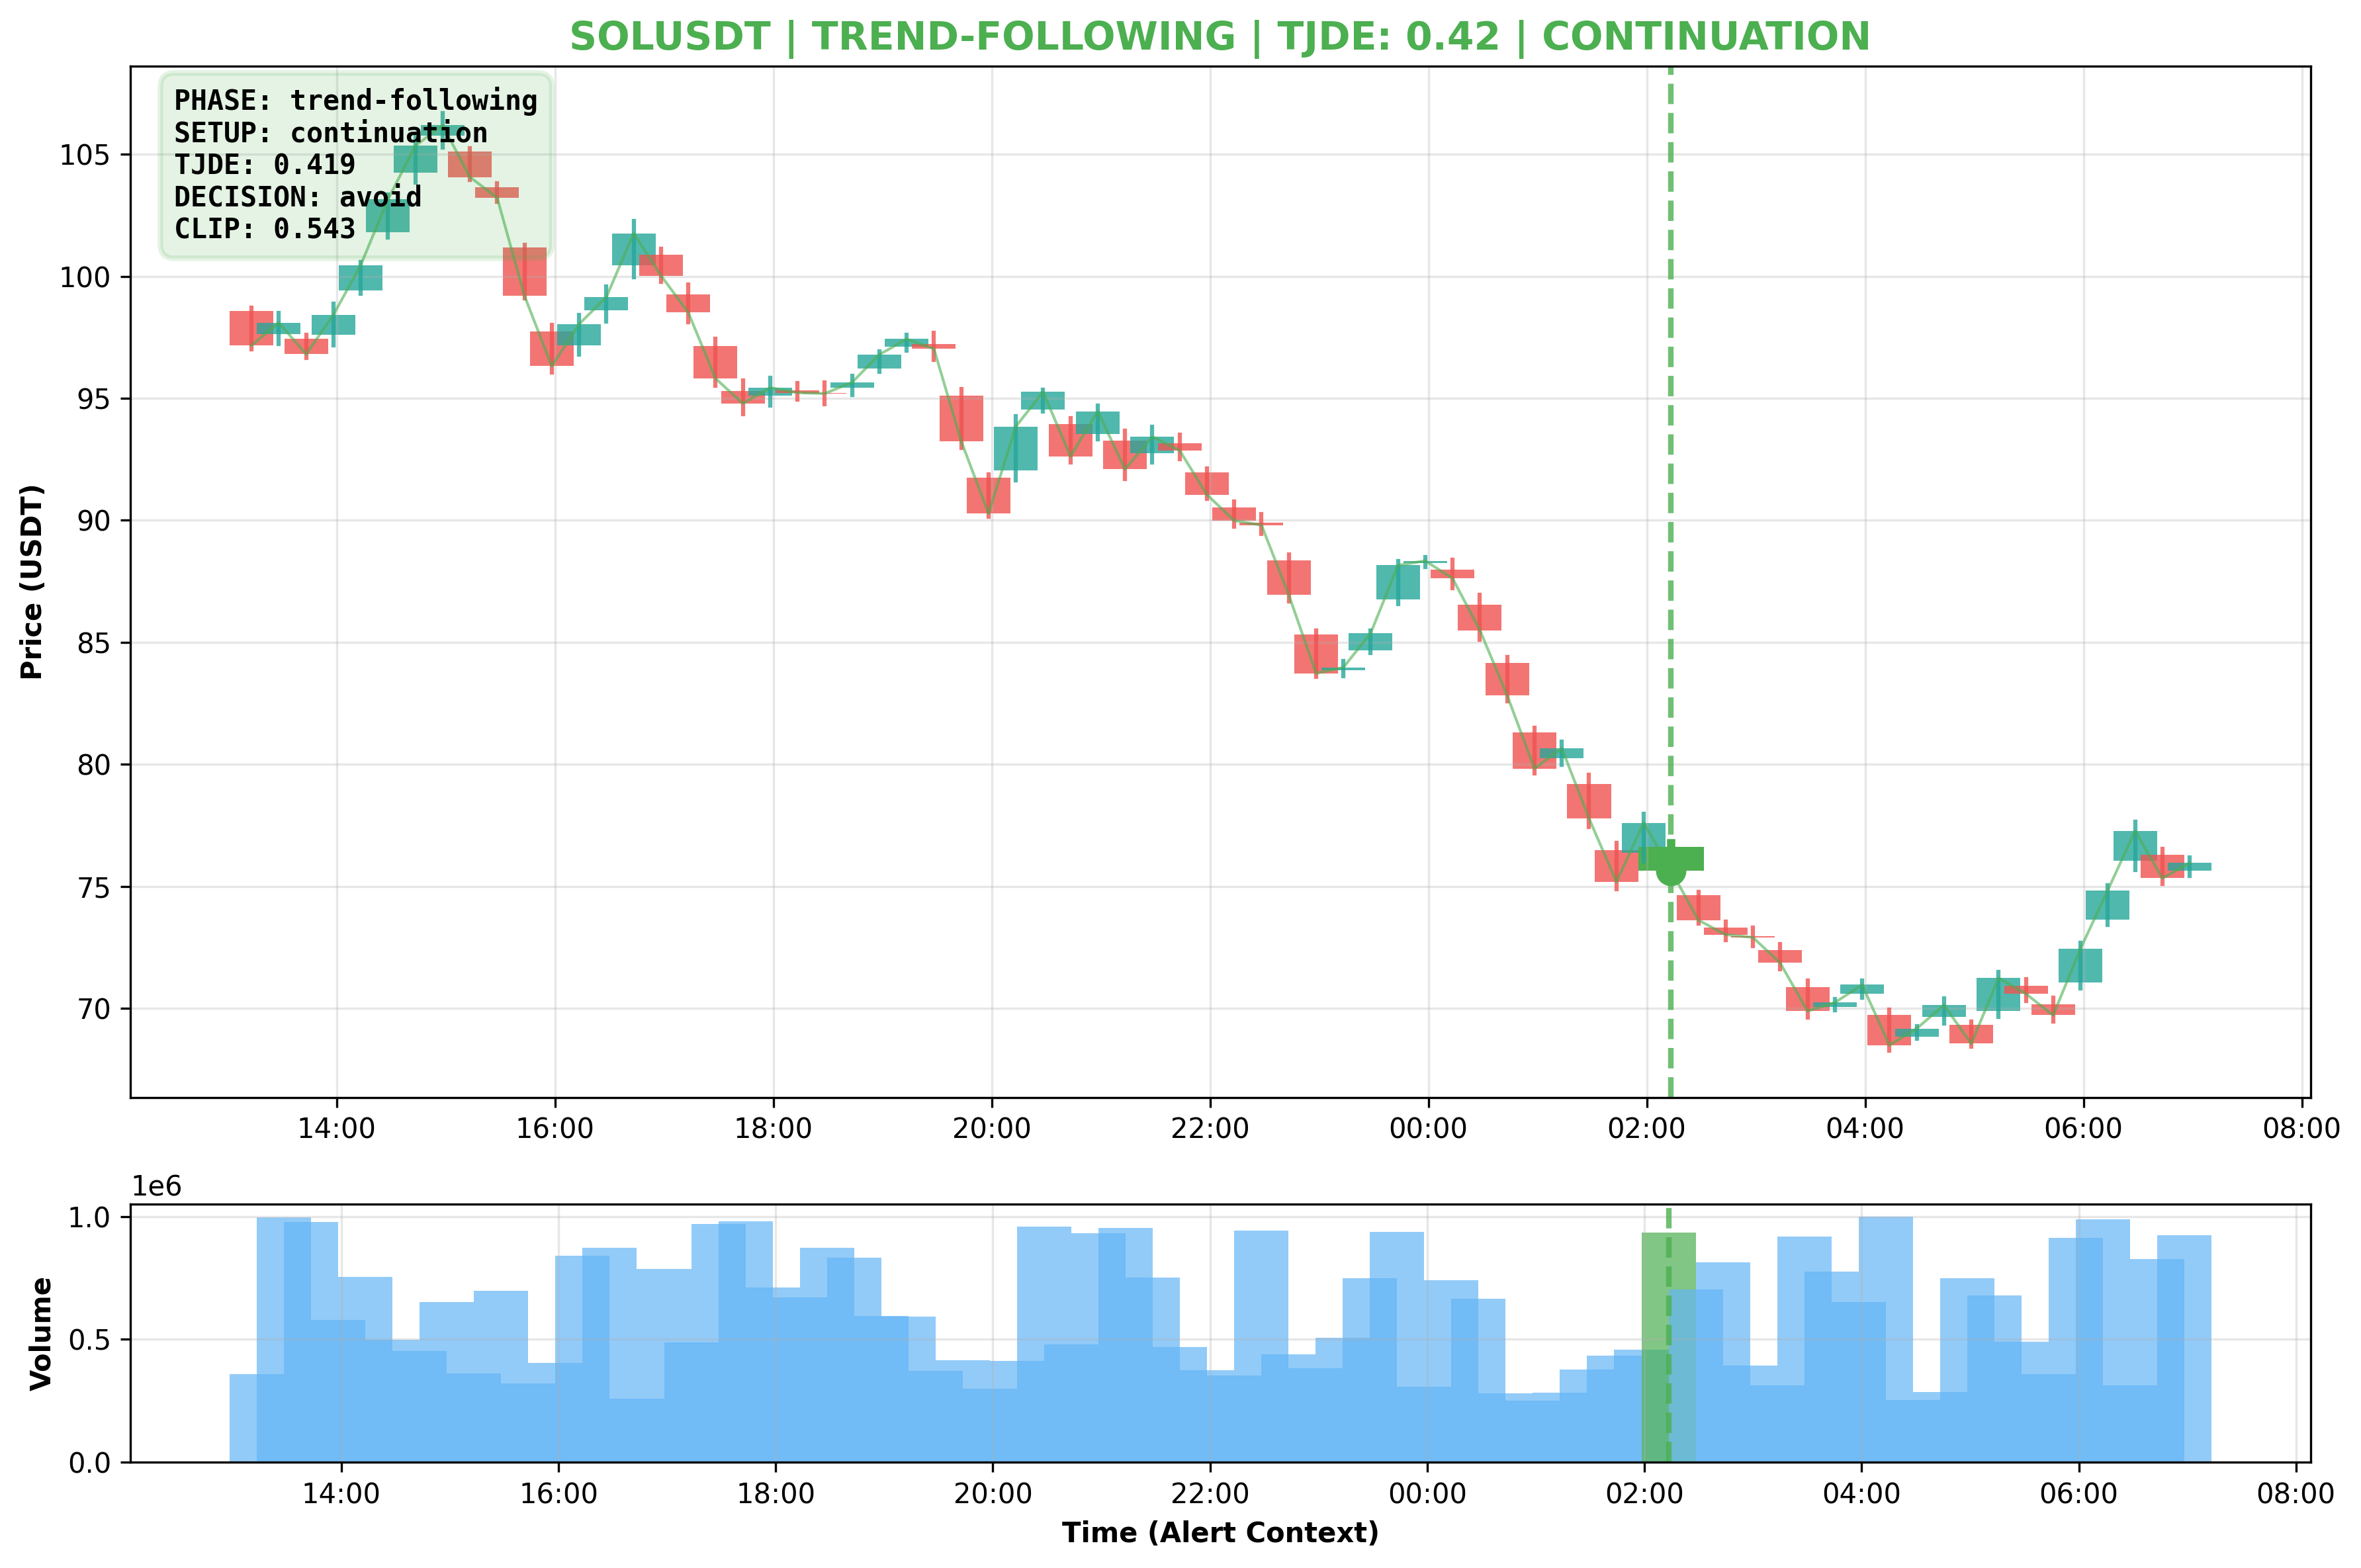 SOLUSDT | TREND-FOLLOWING | TJDE: 0.42 | CONTINUATION
PHASE: trend-following
SETUP: continuation
TJDE: 0.419
DECISION: avoid
CLIP: 0.543
Price (USDT)
105
100
95
90
85
80
75
70
14:00 16:00 18:00 20:00 22:00 00:00 02:00 04:00 06:00 08:00
1e6
Volume
1.0
0.5
0.0
14:00 16:00 18:00 20:00 22:00 00:00 02:00 04:00 06:00 08:00
Time (Alert Context)